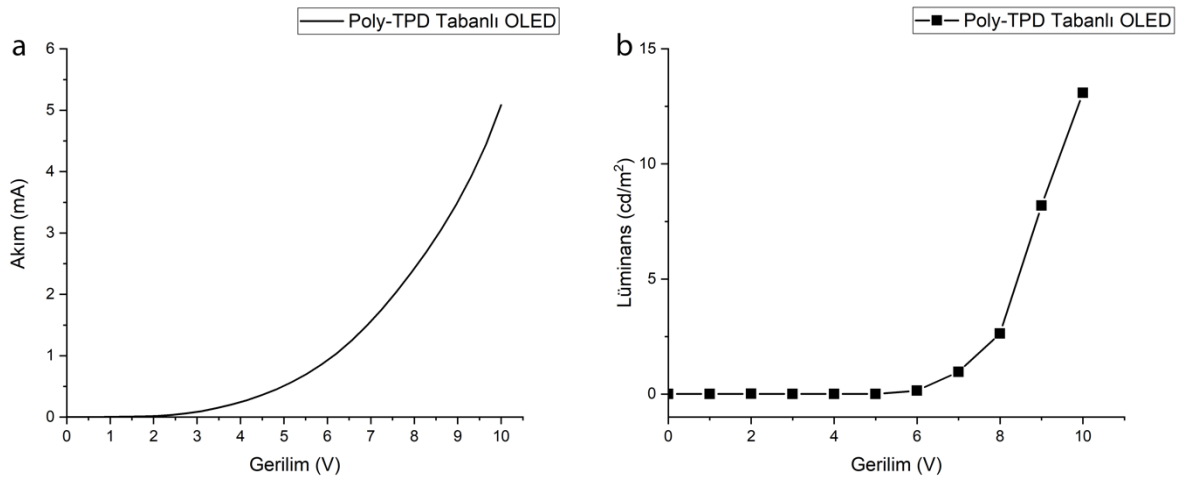 a
Poly-TPD Tabanlı OLED
6
5
4
3
2
1
0
Akım (mA)
0 1 2 3 4 5 6 7 8 9 10
Gerilim (V)
b
Poly-TPD Tabanlı OLED
15
10
5
0
Lüminans (cd/m²)
0 2 4 6 8 10
Gerilim (V)